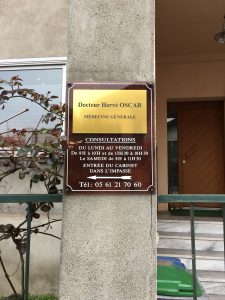 Docteur Hervé OSCAR
MÉDECINE GÉNÉRALE
CONSULTATIONS
DU LUNDI AU VENDREDI
De 8H à 10H et de 13H30 à 18H30
Le SAMEDI de 8H à 11H30
ENTRÉE DU CABINET
DANS L'IMPASSE
Tél: 05 61 21 70 60